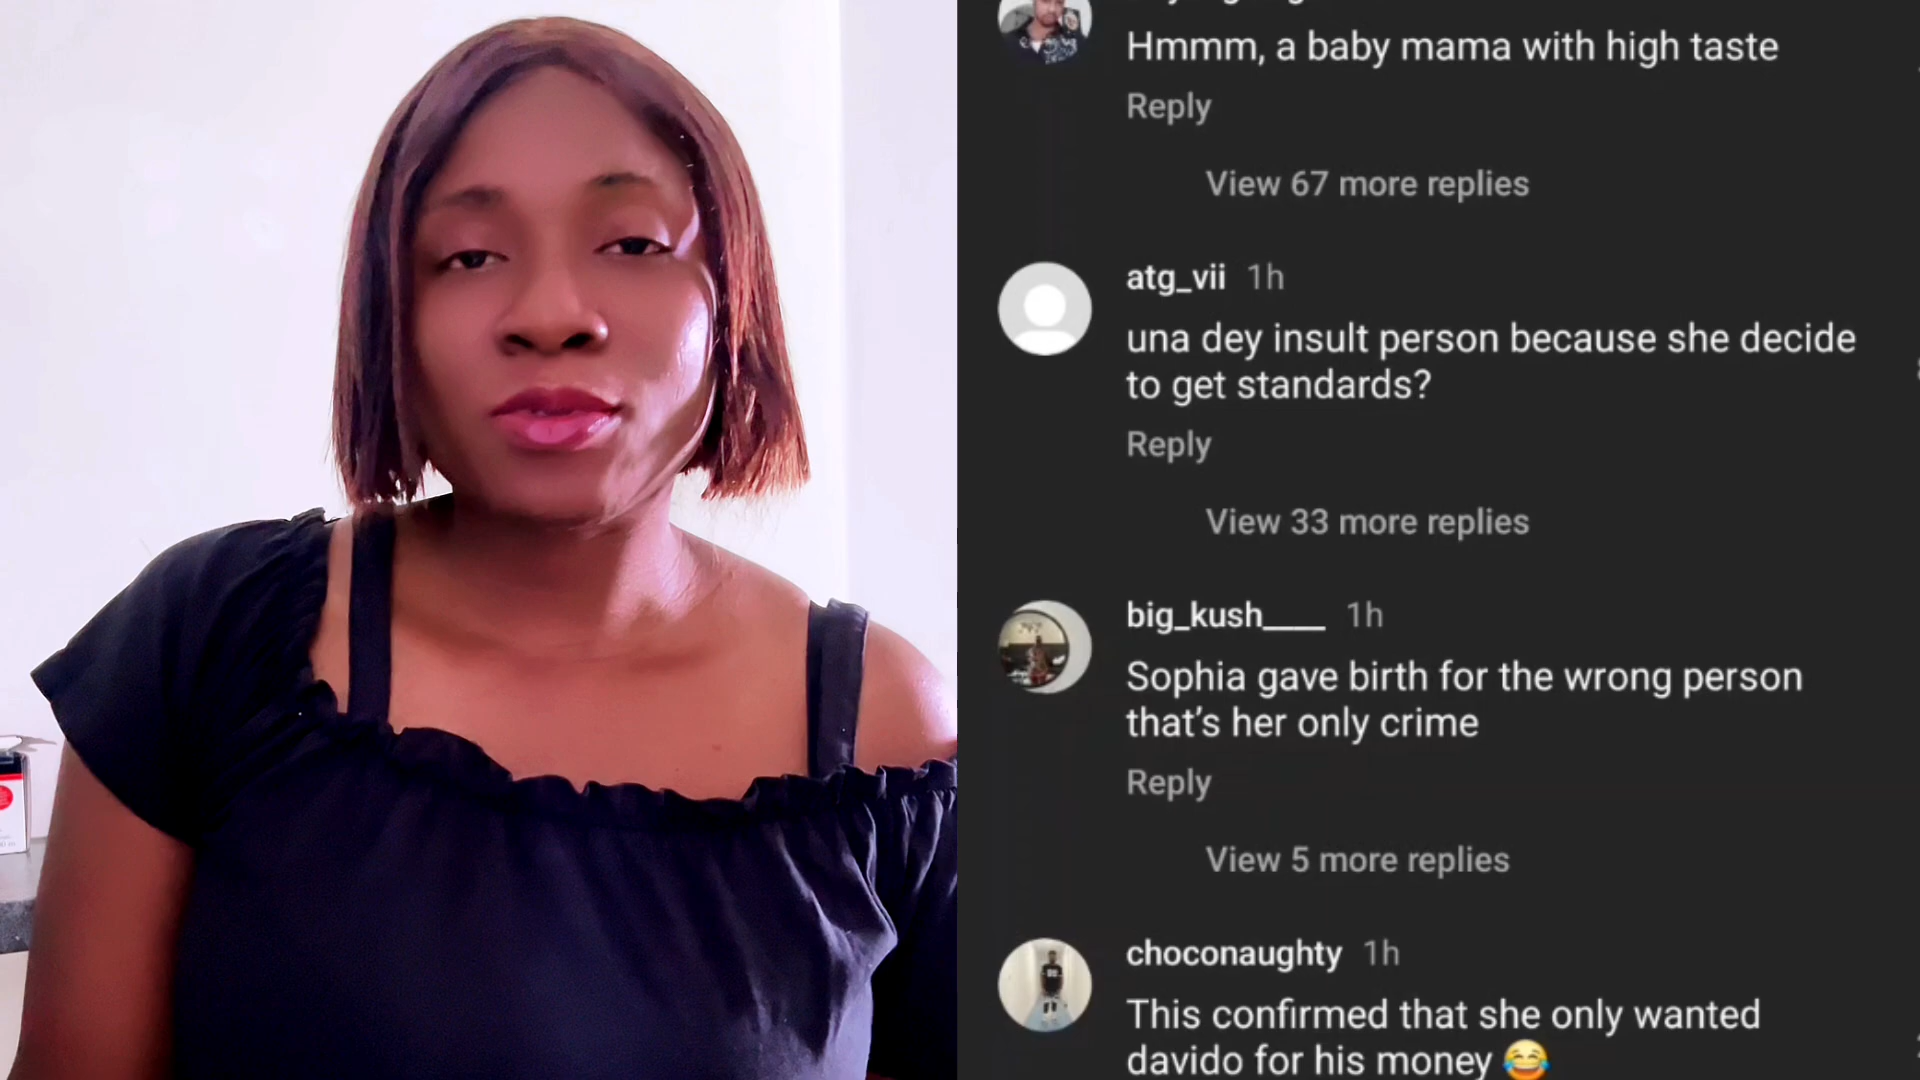 Hmmm, a baby mama with high taste
Reply
View 67 more replies
atg_vii 1h
una dey insult person because she decide
to get standards?
Reply
View 33 more replies
big_kush____ 1h
Sophia gave birth for the wrong person
that's her only crime
Reply
View 5 more replies
choconaughty 1h
This confirmed that she only wanted
davido for his money 😂